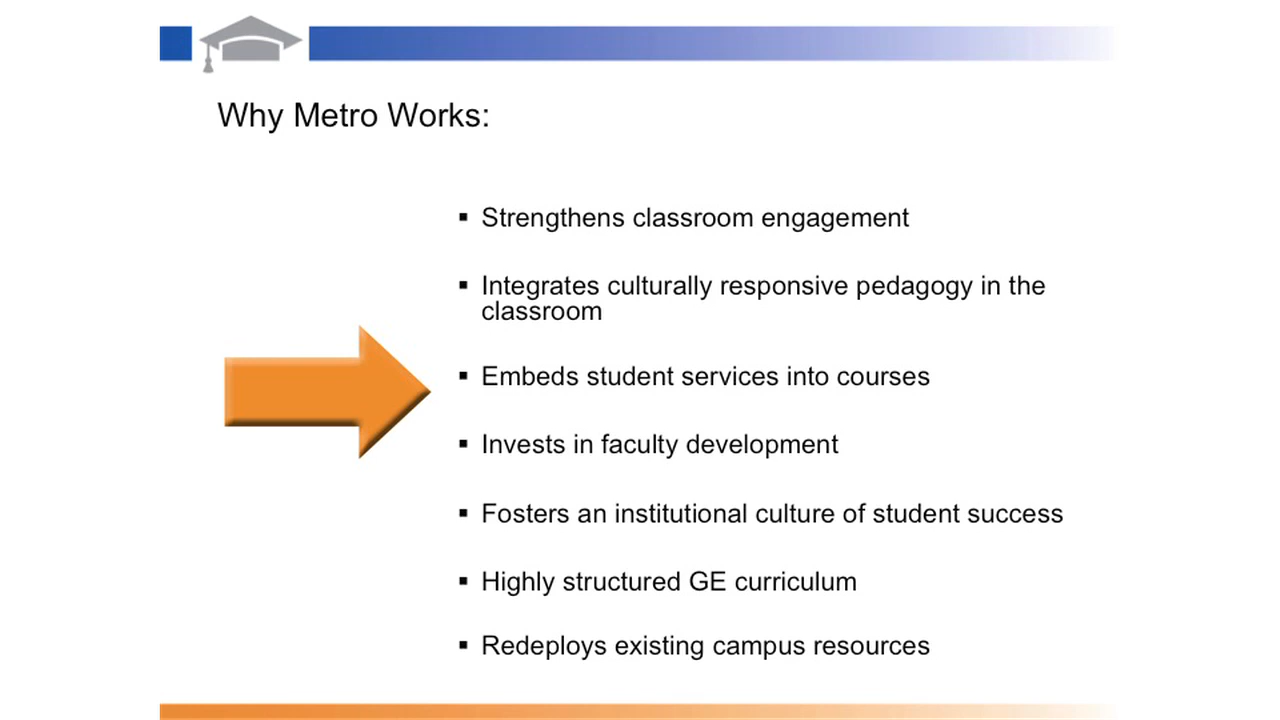 Why Metro Works:
▪ Strengthens classroom engagement
▪ Integrates culturally responsive pedagogy in the
classroom
▪ Embeds student services into courses
▪ Invests in faculty development
▪ Fosters an institutional culture of student success
▪ Highly structured GE curriculum
▪ Redeploys existing campus resources